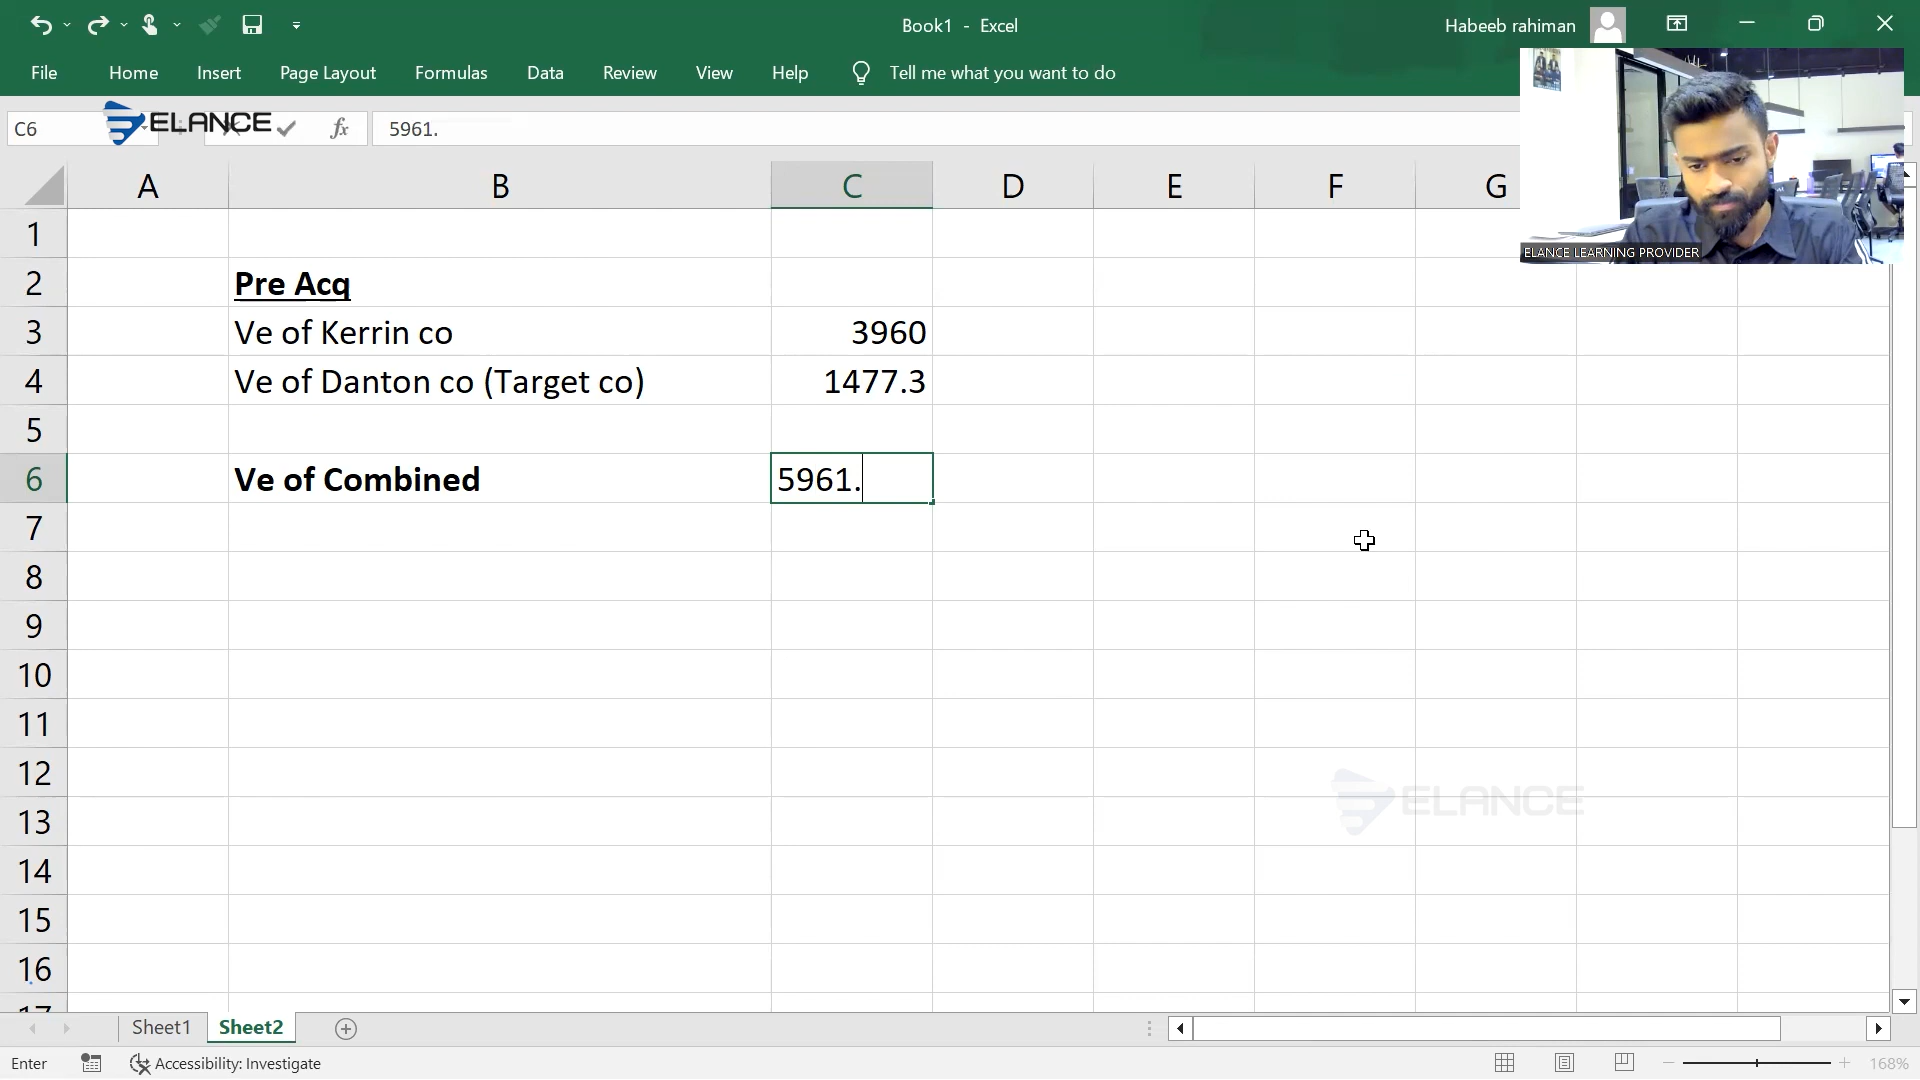 Book1 - Excel
Habeeb rahiman
File Home Insert Page Layout Formulas Data Review View Help Tell me what you want to do
C6
ELANCE
fx
5961.
ELANCE LEARNING PROVIDER
A B C D E F G
1
2 Pre Acq
3 Ve of Kerrin co 3960
4 Ve of Danton co (Target co) 1477.3
5
6 Ve of Combined 5961.
7
8
9
10
11
12
13
ELANCE
14
15
16
17
Sheet1 Sheet2
Enter Accessibility: Investigate 168%